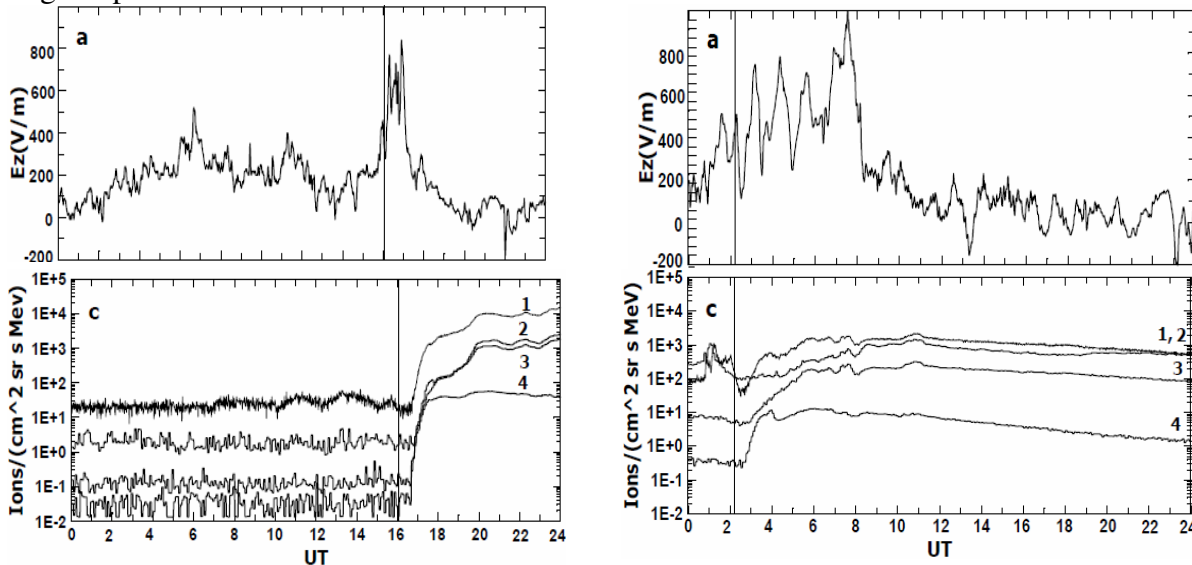 a
Ez(V/m)
800
600
400
200
0
-200
c
Ions/(cm^2 sr s Mev)
1E+5
1E+4
1E+3
1E+2
1E+1
1E+0
1E-1
1E-2
1
2
3
4
0 2 4 6 8 10 12 14 16 18 20 22 24
UT
a
Ez(V/m)
800
600
400
200
0
-200
c
Ions/(cm^2 sr s MeV)
1E+5
1E+4
1E+3
1E+2
1E+1
1E+0
1E-1
1E-2
1,2
3
4
0 2 4 6 8 10 12 14 16 18 20 22 24
UT